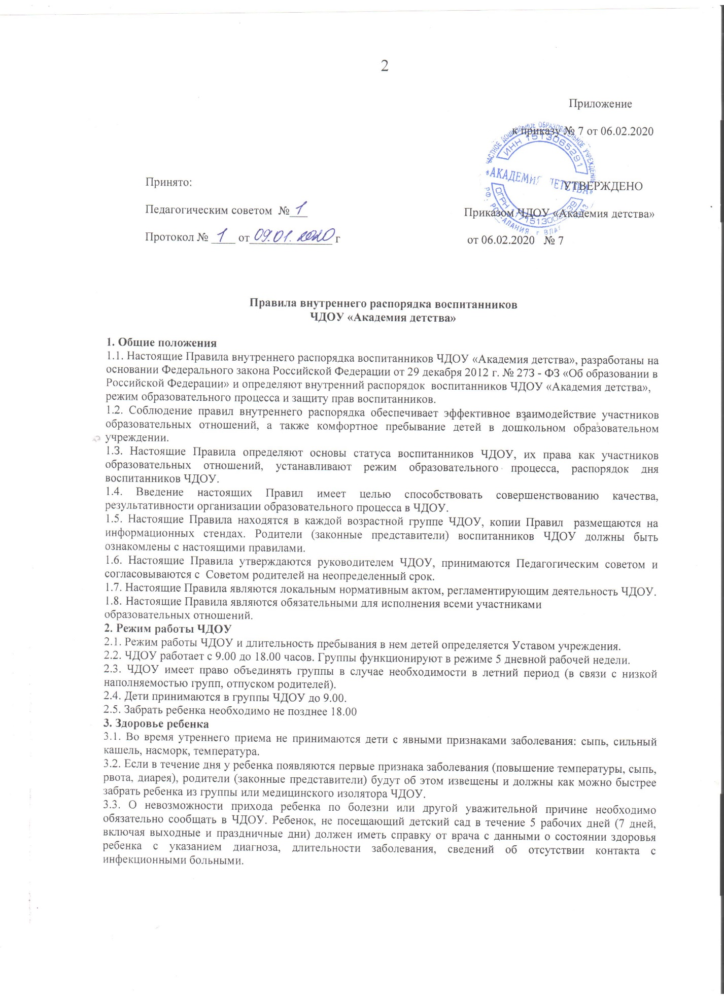 2
Приложение
к приказу № 7 от 06.02.2020
ЧАСТНОЕ ДОШКОЛЬНОЕ ОБРАЗОВАТЕЛЬНОЕ УЧРЕЖДЕНИЕ
ИНН 1513065291
«АКАДЕМИЯ ДЕТСТВА»
ОГРН
Принято:
УТВЕРЖДЕНО
Педагогическим советом № 1
Приказом ЧДОУ «Академия детства»
Протокол № 1 от 09.01.2020 г
от 06.02.2020 № 7
Правила внутреннего распорядка воспитанников
ЧДОУ «Академия детства»
1. Общие положения
1.1. Настоящие Правила внутреннего распорядка воспитанников ЧДОУ «Академия детства», разработаны на
основании Федерального закона Российской Федерации от 29 декабря 2012 г. № 273 - ФЗ «Об образовании в
Российской Федерации» и определяют внутренний распорядок воспитанников ЧДОУ «Академия детства»,
режим образовательного процесса и защиту прав воспитанников.
1.2. Соблюдение правил внутреннего распорядка обеспечивает эффективное взаимодействие участников
образовательных отношений, а также комфортное пребывание детей в дошкольном образовательном
учреждении.
1.3. Настоящие Правила определяют основы статуса воспитанников ЧДОУ, их права как участников
образовательных отношений, устанавливают режим образовательного процесса, распорядок дня
воспитанников ЧДОУ.
1.4. Введение настоящих Правил имеет целью способствовать совершенствованию качества,
результативности организации образовательного процесса в ЧДОУ.
1.5. Настоящие Правила находятся в каждой возрастной группе ЧДОУ, копии Правил размещаются на
информационных стендах. Родители (законные представители) воспитанников ЧДОУ должны быть
ознакомлены с настоящими правилами.
1.6. Настоящие Правила утверждаются руководителем ЧДОУ, принимаются Педагогическим советом и
согласовываются с Советом родителей на неопределенный срок.
1.7. Настоящие Правила являются локальным нормативным актом, регламентирующим деятельность ЧДОУ.
1.8. Настоящие Правила являются обязательными для исполнения всеми участниками
образовательных отношений.
2. Режим работы ЧДОУ
2.1. Режим работы ЧДОУ и длительность пребывания в нем детей определяется Уставом учреждения.
2.2. ЧДОУ работает с 9.00 до 18.00 часов. Группы функционируют в режиме 5 дневной рабочей недели.
2.3. ЧДОУ имеет право объединять группы в случае необходимости в летний период (в связи с низкой
наполняемостью групп, отпуском родителей).
2.4. Дети принимаются в группы ЧДОУ до 9.00.
2.5. Забрать ребенка необходимо не позднее 18.00
3. Здоровье ребенка
3.1. Во время утреннего приема не принимаются дети с явными признаками заболевания: сыпь, сильный
кашель, насморк, температура.
3.2. Если в течение дня у ребенка появляются первые признака заболевания (повышение температуры, сыпь,
рвота, диарея), родители (законные представители) будут об этом извещены и должны как можно быстрее
забрать ребенка из группы или медицинского изолятора ЧДОУ.
3.3. О невозможности прихода ребенка по болезни или другой уважительной причине необходимо
обязательно сообщать в ЧДОУ. Ребенок, не посещающий детский сад в течение 5 рабочих дней (7 дней,
включая выходные и праздничные дни) должен иметь справку от врача с данными о состоянии здоровья
ребенка с указанием диагноза, длительности заболевания, сведений об отсутствии контакта с
инфекционными больными.